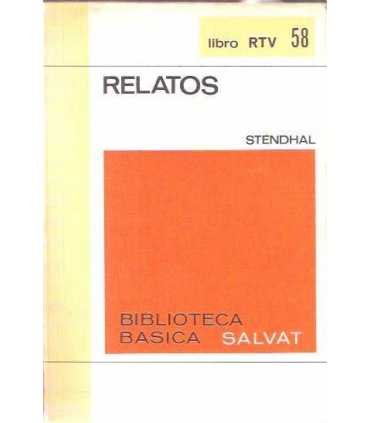 libro RTV 58
RELATOS
STENDHAL
BIBLIOTECA
BASICA SALVAT